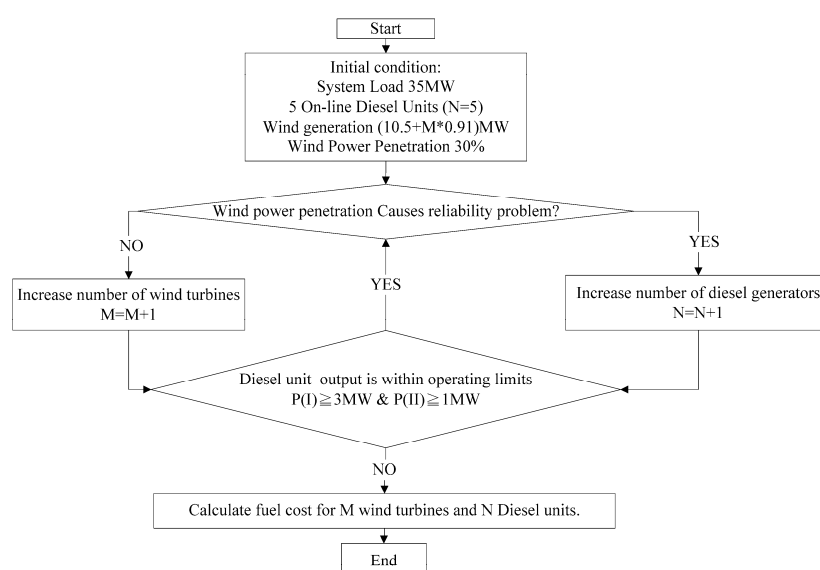 Start
Initial condition:
System Load 35MW
5 On-line Diesel Units (N=5)
Wind generation (10.5+M*0.91)MW
Wind Power Penetration 30%
Wind power penetration Causes reliability problem?
NO
YES
Increase number of wind turbines
M=M+1
YES
Increase number of diesel generators
N=N+1
Diesel unit output is within operating limits
P(I)≧3MW & P(II)≧1MW
NO
Calculate fuel cost for M wind turbines and N Diesel units.
End